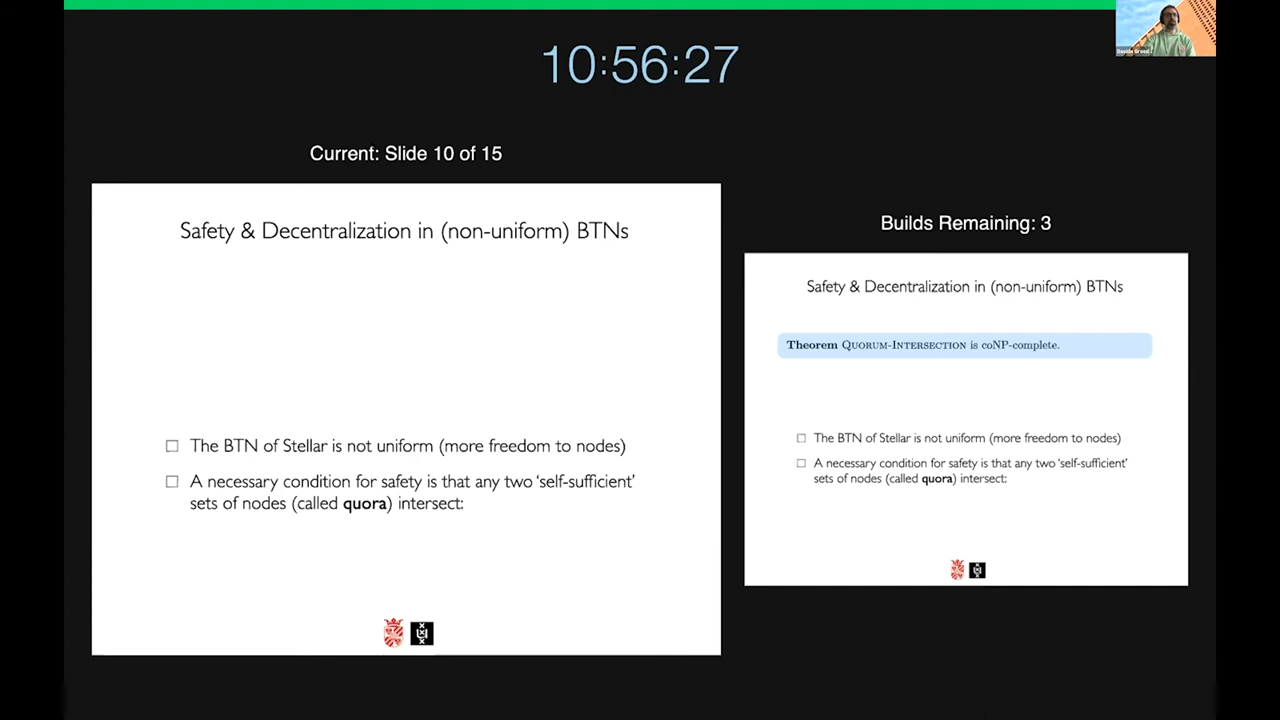 Davide Grossi
10:56:27
Current: Slide 10 of 15
Safety & Decentralization in (non-uniform) BTNs
☐ The BTN of Stellar is not uniform (more freedom to nodes)
☐ A necessary condition for safety is that any two ‘self-sufficient’
sets of nodes (called quora) intersect:
Builds Remaining: 3
Safety & Decentralization in (non-uniform) BTNs
Theorem QUORUM-INTERSECTION is coNP-complete.
☐ The BTN of Stellar is not uniform (more freedom to nodes)
☐ A necessary condition for safety is that any two ‘self-sufficient’
sets of nodes (called quora) intersect: